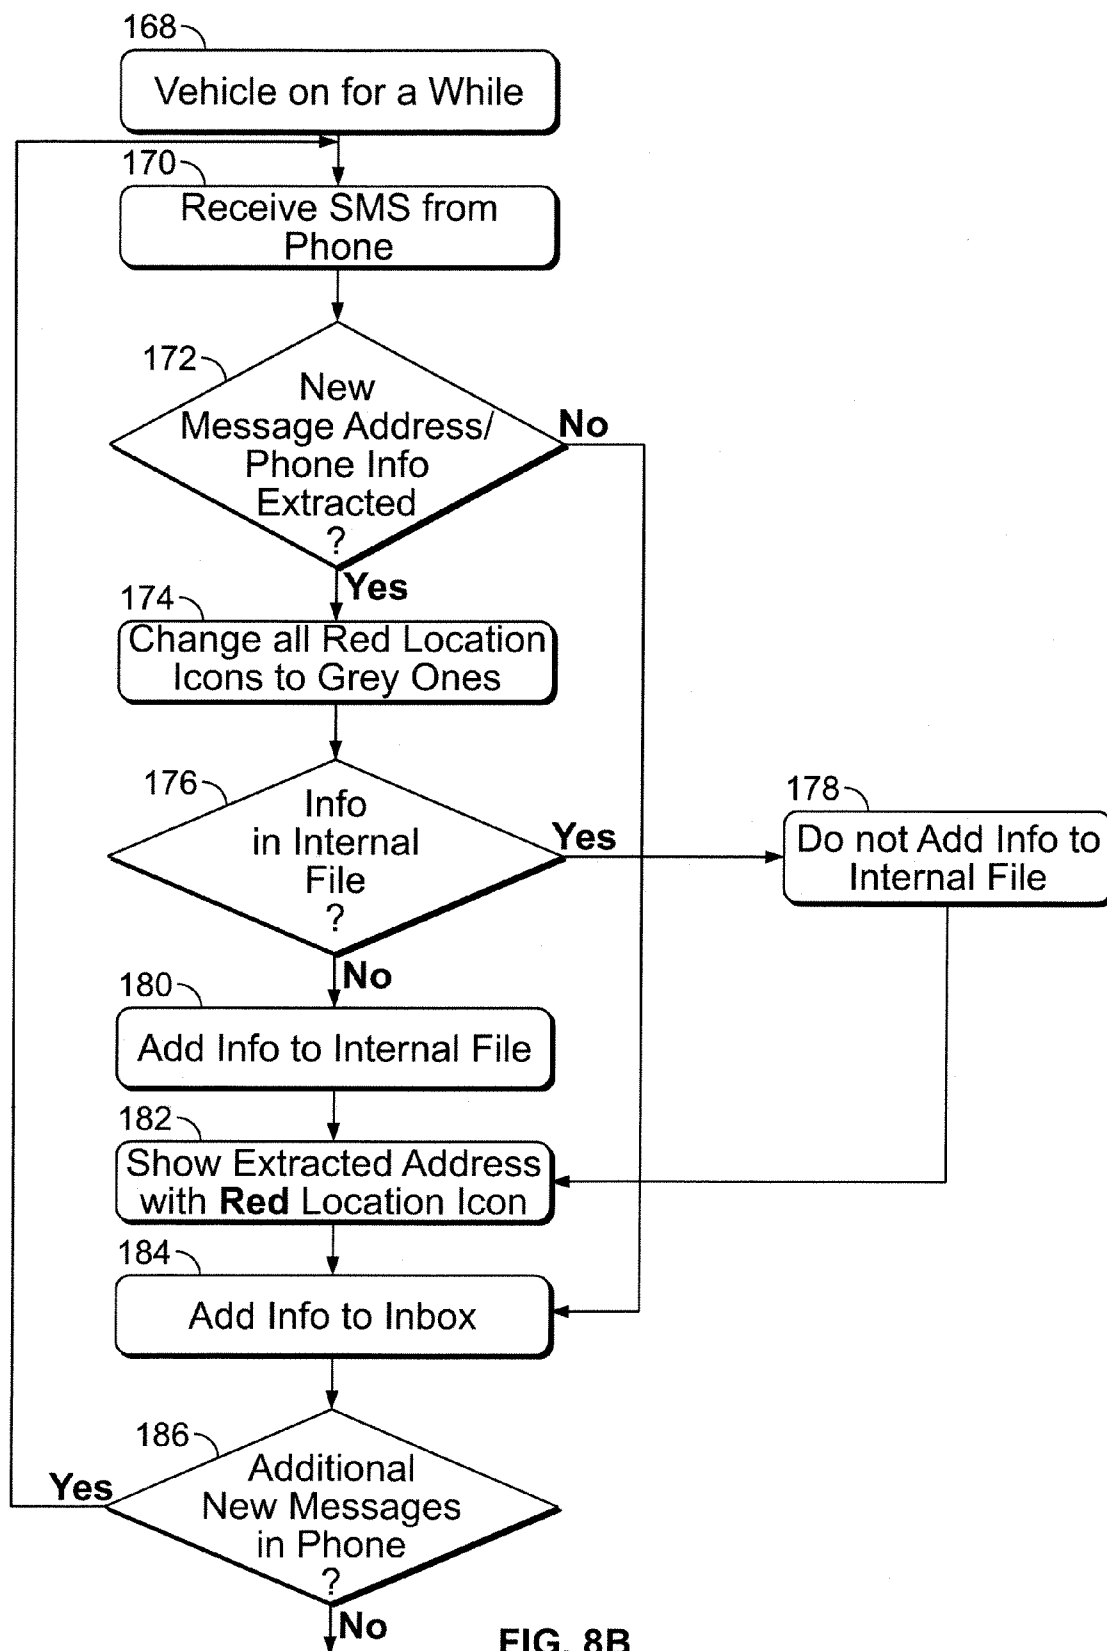 168
Vehicle on for a While
170
Receive SMS from
Phone
172
New
Message Address/
Phone Info
Extracted
?
No
Yes
174
Change all Red Location
Icons to Grey Ones
176
Info
in Internal
File
?
Yes
178
Do not Add Info to
Internal File
No
180
Add Info to Internal File
182
Show Extracted Address
with Red Location Icon
184
Add Info to Inbox
186
Additional
New Messages
in Phone
?
Yes
No
FIG. 8B